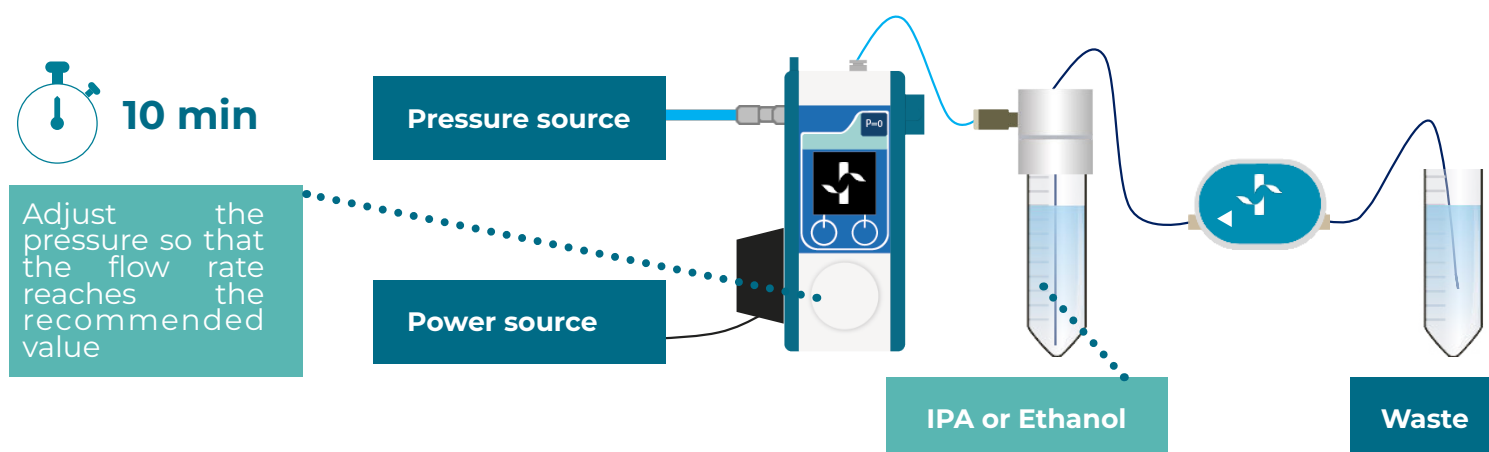 10 min
Adjust the
pressure so that
the flow rate
reaches the
recommended
value
Pressure source
Power source
P=0
IPA or Ethanol
Waste